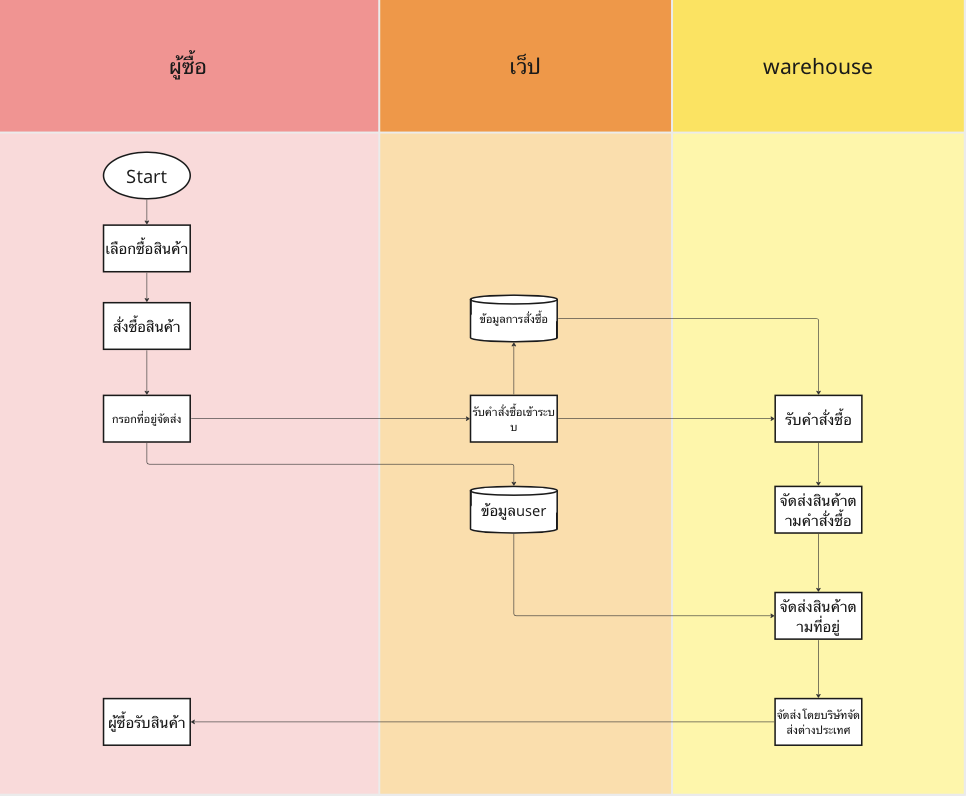 ผู้ซื้อ
เว็ป
warehouse
Start
เลือกซื้อสินค้า
สั่งซื้อสินค้า
ข้อมูลการสั่งซื้อ
กรอกที่อยู่จัดส่ง
รับคำสั่งซื้อเข้าระบ
บ
รับคำสั่งซื้อ
ข้อมูลuser
จัดส่งสินค้าต
ามคำสั่งซื้อ
จัดส่งสินค้าต
ามที่อยู่
ผู้ซื้อรับสินค้า
จัดส่ง โดยบริษัทจัด
ส่งต่างประเทศ